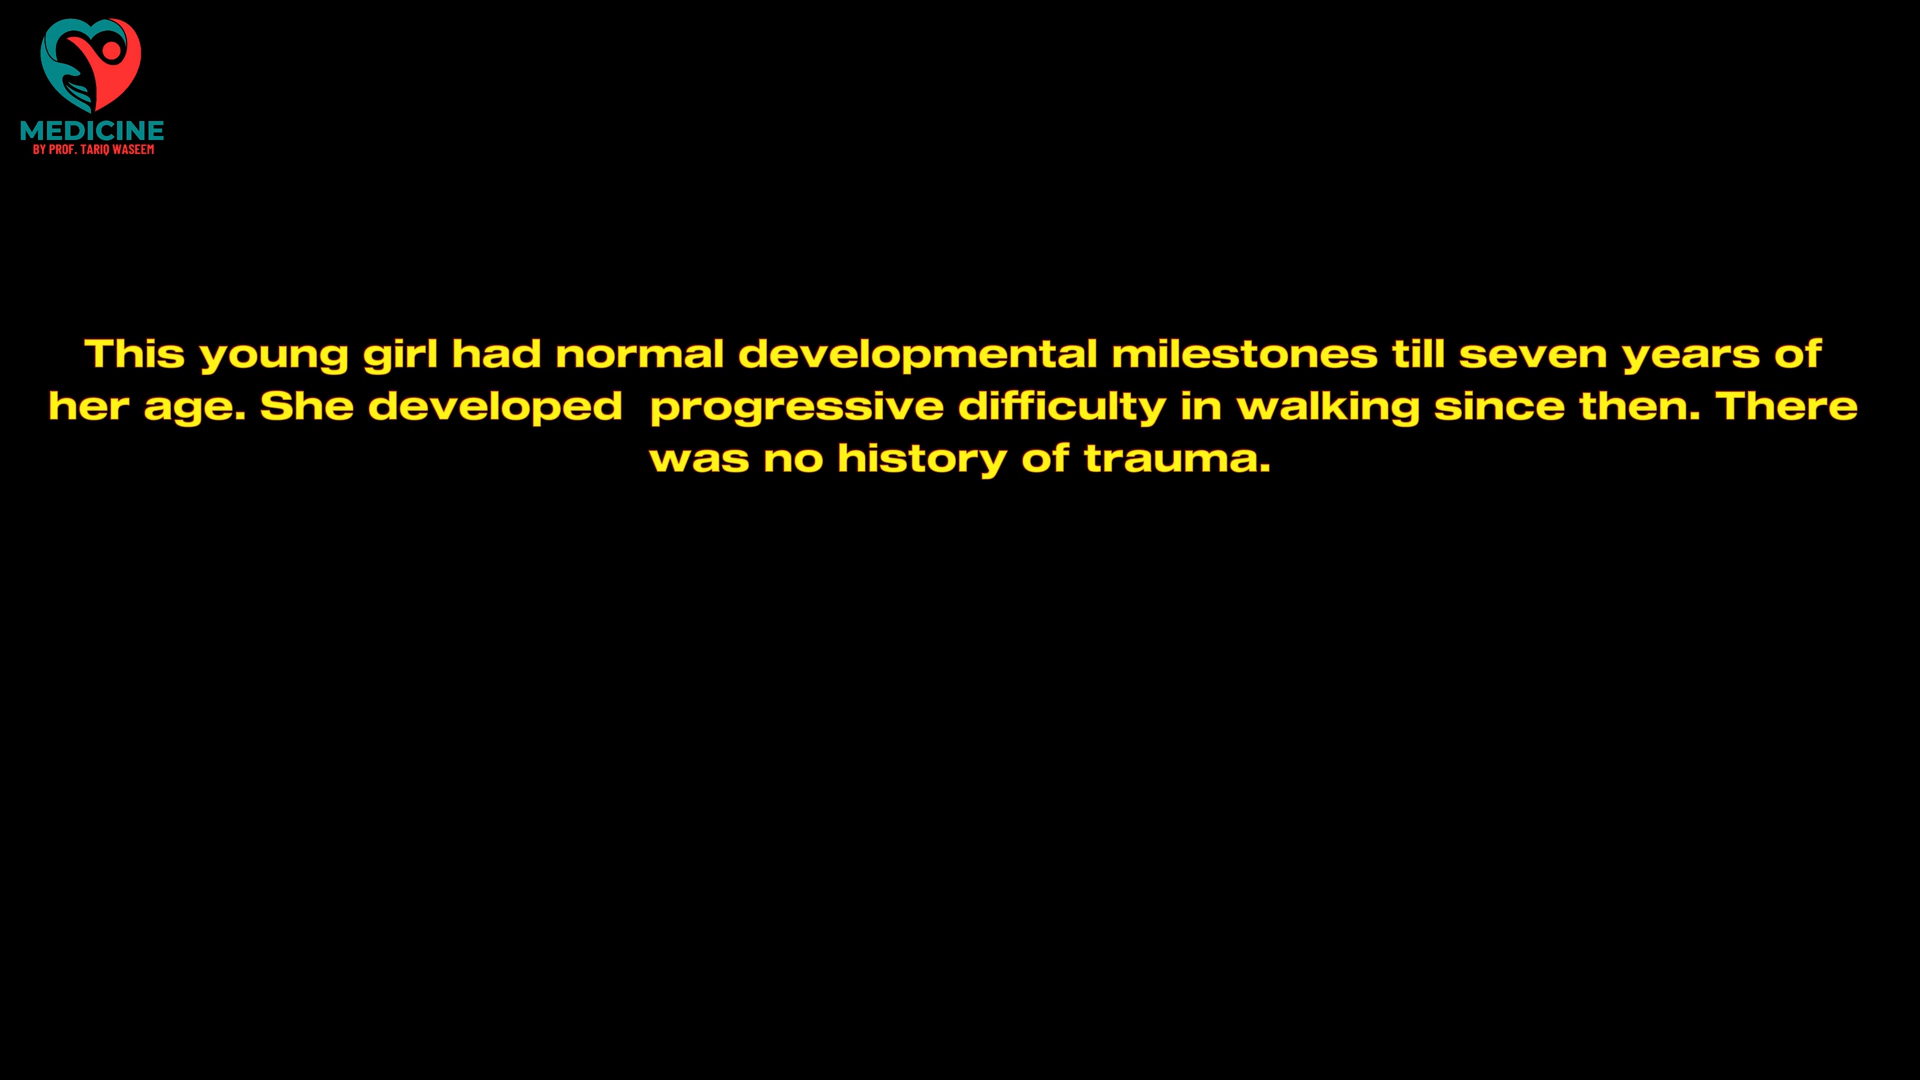 MEDICINE
BY PROF. TARIQ WASEEM
This young girl had normal developmental milestones till seven years of
her age. She developed  progressive difficulty in walking since then. There
was no history of trauma.